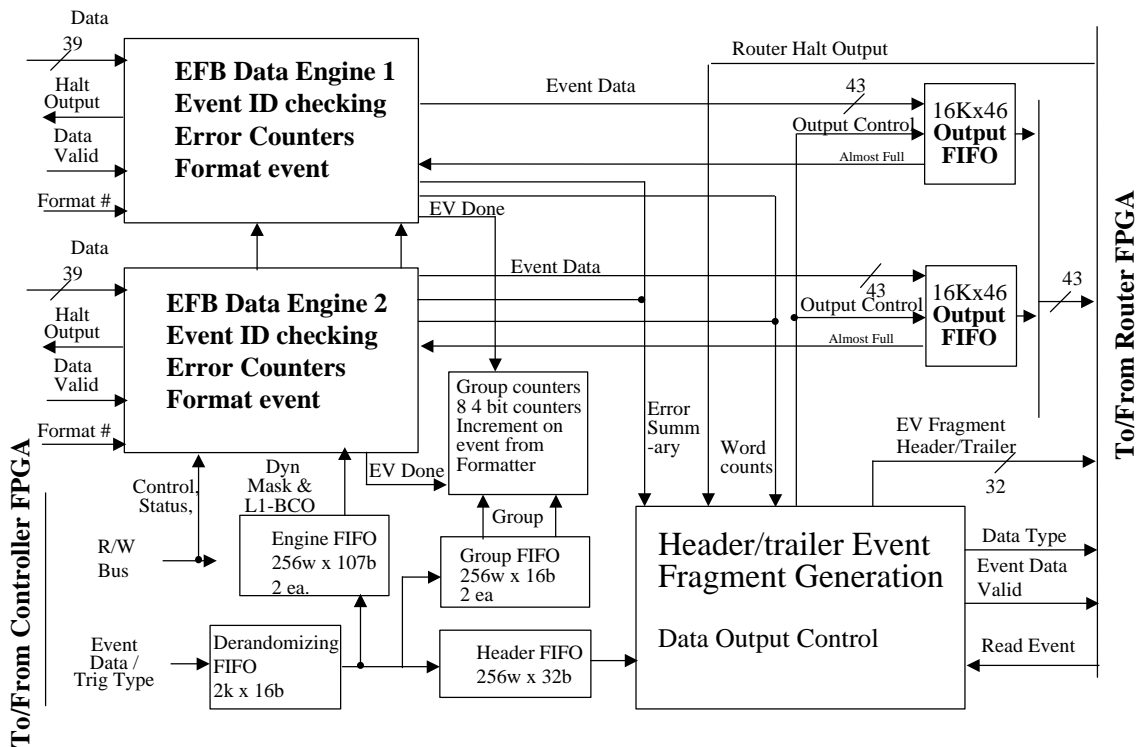 Data
39
Halt
Output
Data
Valid
Format #
EFB Data Engine 1
Event ID checking
Error Counters
Format event
Event Data
43
Router Halt Output
Output Control
Almost Full
16Kx46
Output
FIFO
EV Done
Data
39
Halt
Output
Data
Valid
Format #
EFB Data Engine 2
Event ID checking
Error Counters
Format event
Event Data
43
Output Control
Almost Full
16Kx46
Output
FIFO
43
To/From Router FPGA
Group counters
8 4 bit counters
Increment on
event from
Formatter
EV Done
Error
Summ
-ary
Word
counts
EV Fragment
Header/Trailer
32
To/From Controller FPGA
Control,
Status,
R/W
Bus
Dyn
Mask &
L1-BCO
Engine FIFO
256w x 107b
2 ea.
Group
Group FIFO
256w x 16b
2 ea
Event
Data /
Trig Type
Derandomizing
FIFO
2k x 16b
Header FIFO
256w x 32b
Header/trailer Event
Fragment Generation
Data Output Control
Data Type
Event Data
Valid
Read Event